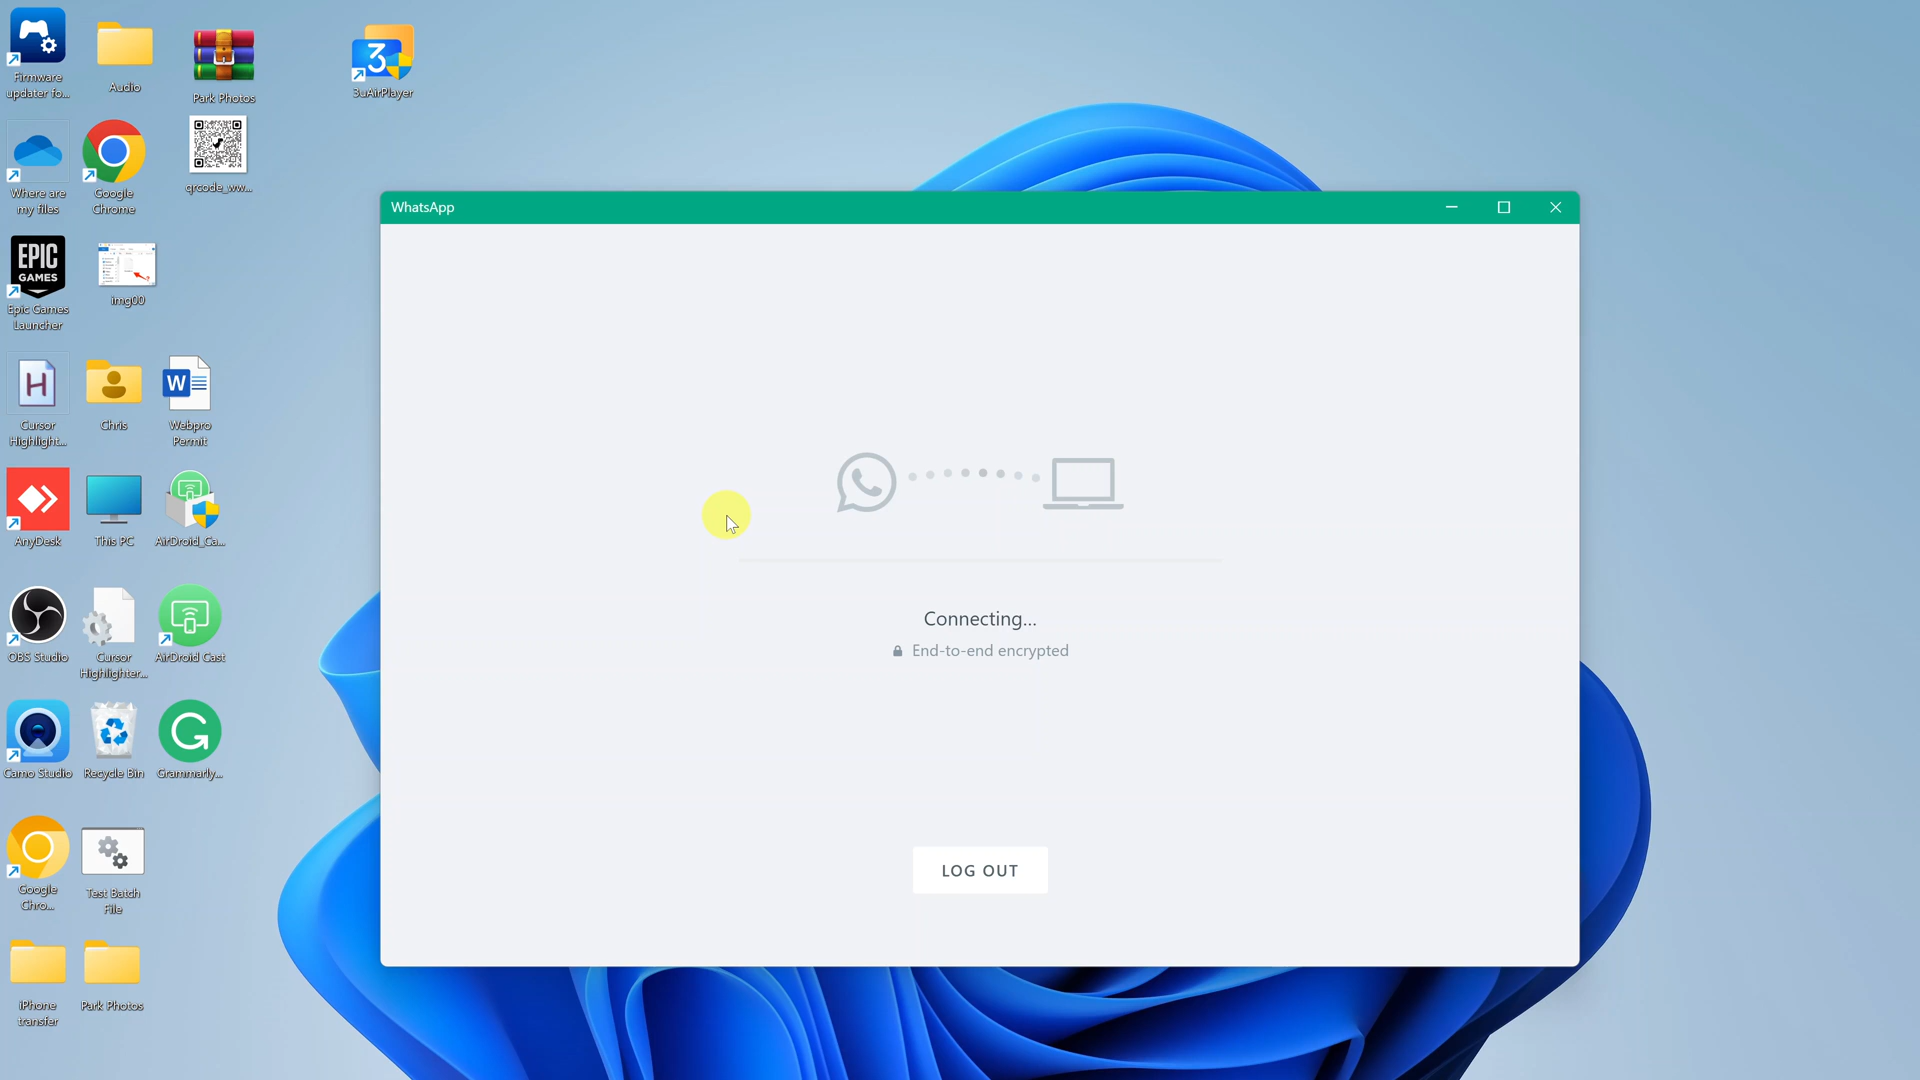 Firmware
updater fo...
Audio
Park Photos
3
3uAirPlayer
Where are
my files
Google
Chrome
qrcode_ww...
EPIC
GAMES
Epic Games
Launcher
img00
H
Cursor
Highlight...
Chris
W
Webpro
Permit
AnyDesk
This PC
AirDroid_Ca...
OBS Studio
Cursor
Highlighter...
AirDroid Cast
Camo Studio
Recycle Bin
G
Grammarly...
Google
Chro...
Test Batch
File
iPhone
transfer
Park Photos
WhatsApp
Connecting...
End-to-end encrypted
LOG OUT